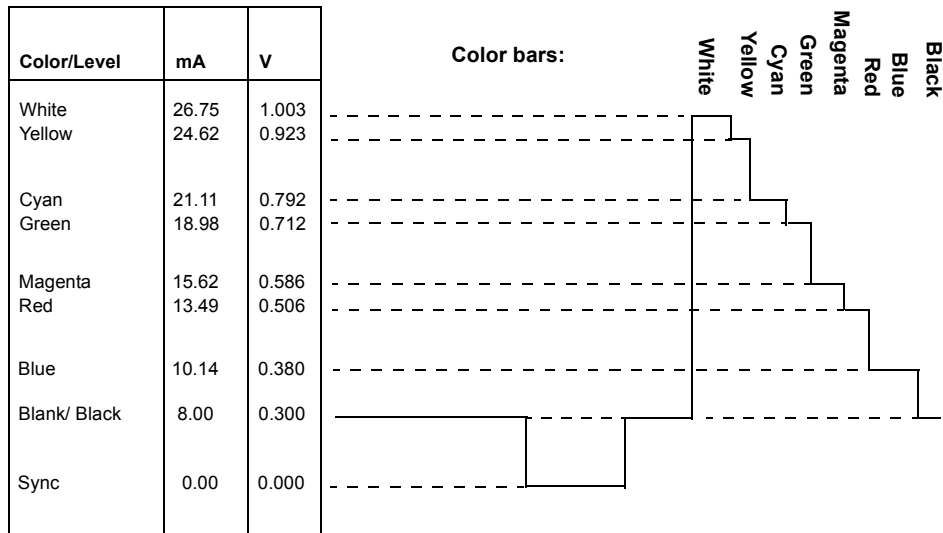 Color/Level mA V
Color bars:
White
Yellow
Cyan
Green
Magenta
Red
Blue
Black
White 26.75 1.003
Yellow 24.62 0.923
Cyan 21.11 0.792
Green 18.98 0.712
Magenta 15.62 0.586
Red 13.49 0.506
Blue 10.14 0.380
Blank/ Black 8.00 0.300
Sync 0.00 0.000